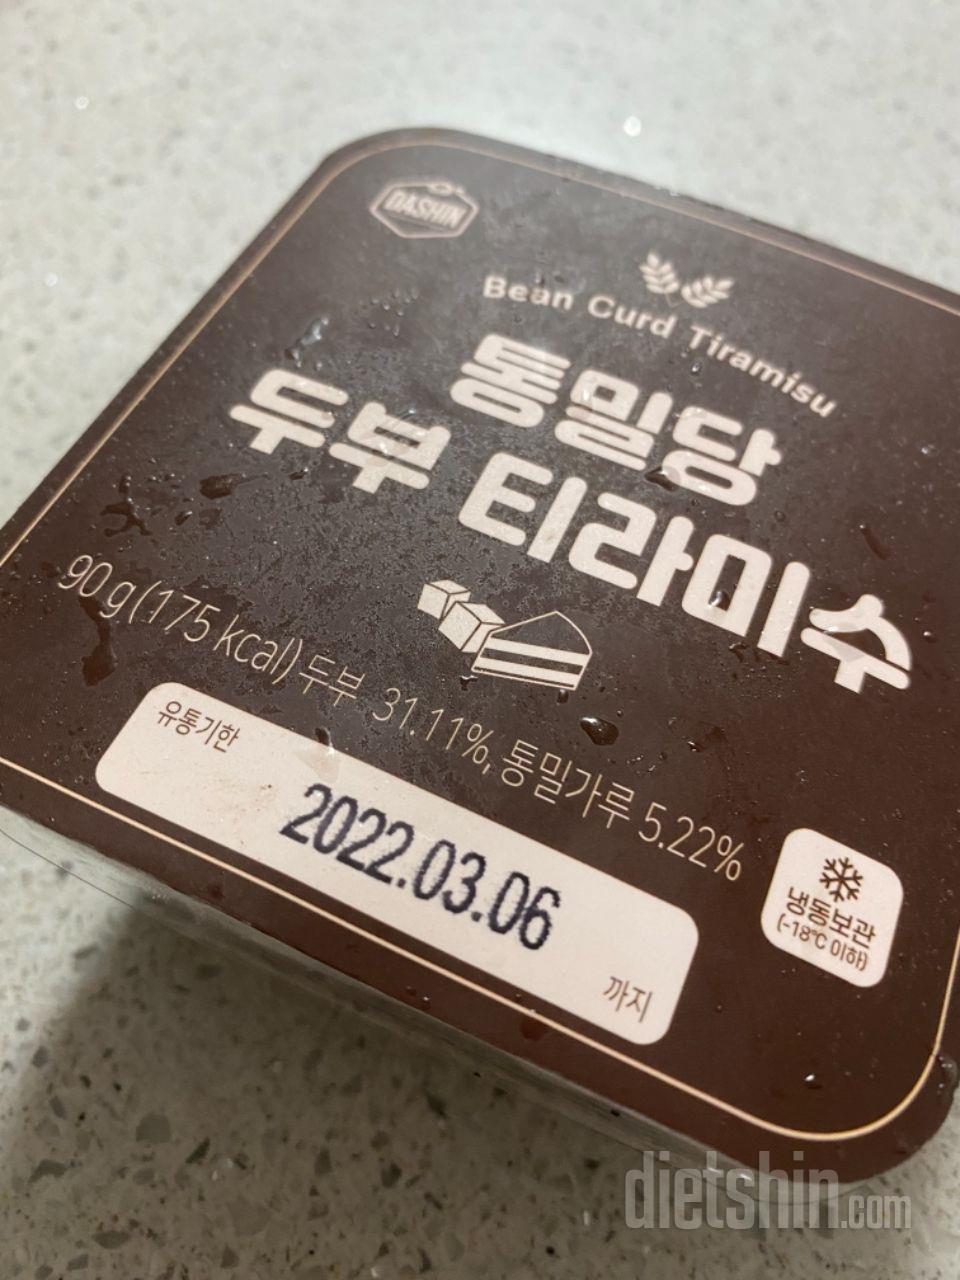 DASHIN
Bean Curd Tiramisu
통밀당
두부 티라미수
90 g(175 kcal) 두부 31.11%, 통밀가루 5.22%
유통기한
2022.03.06
까지
냉동보관
(-18℃ 이하)
dietshin.com